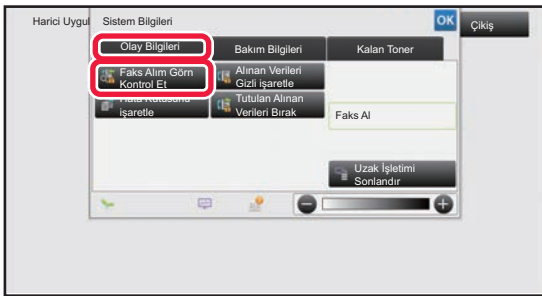 Harici Uygul
Sistem Bilgileri
OK
Çikiş
Olay Bilgileri
Bakım Bilgileri
Kalan Toner
Faks Alım Görn
Kontrol Et
Alınan Verileri
Gizli işaretle
Hata Kutusunu
işaretle
Tutulan Alınan
Verileri Bırak
Faks Al
Uzak İşletimi
Sonlandır